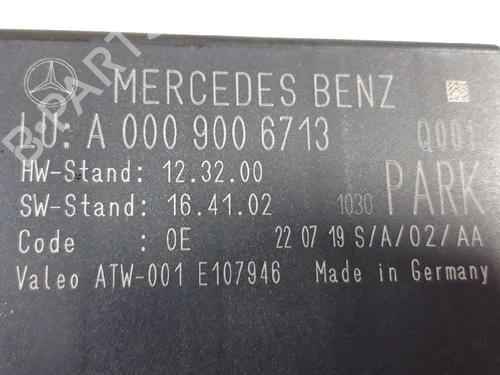 MERCEDES BENZ
LU: A 000 900 6713 Q001
HW-Stand: 12.32.00
SW-Stand: 16.41.02 1030 PARK
Code : 0E 22 07 19 S/A/02/AA
Valeo ATW-001 E107946 Made in Germany
B-PARTS